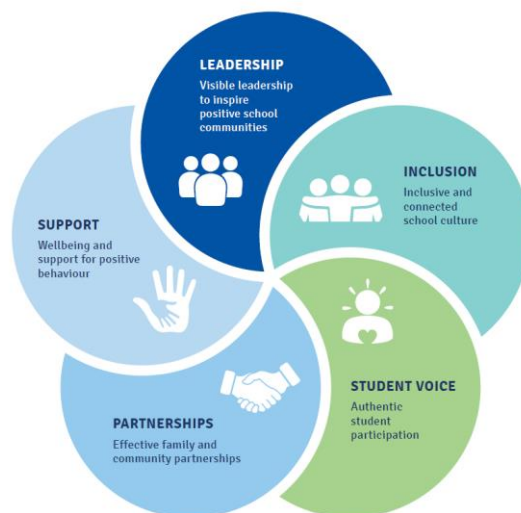 LEADERSHIP
Visible leadership
to inspire
positive school
communities
INCLUSION
Inclusive and
connected
school culture
STUDENT VOICE
Authentic
student
participation
PARTNERSHIPS
Effective family and
community partnerships
SUPPORT
Wellbeing and
support for positive
behaviour